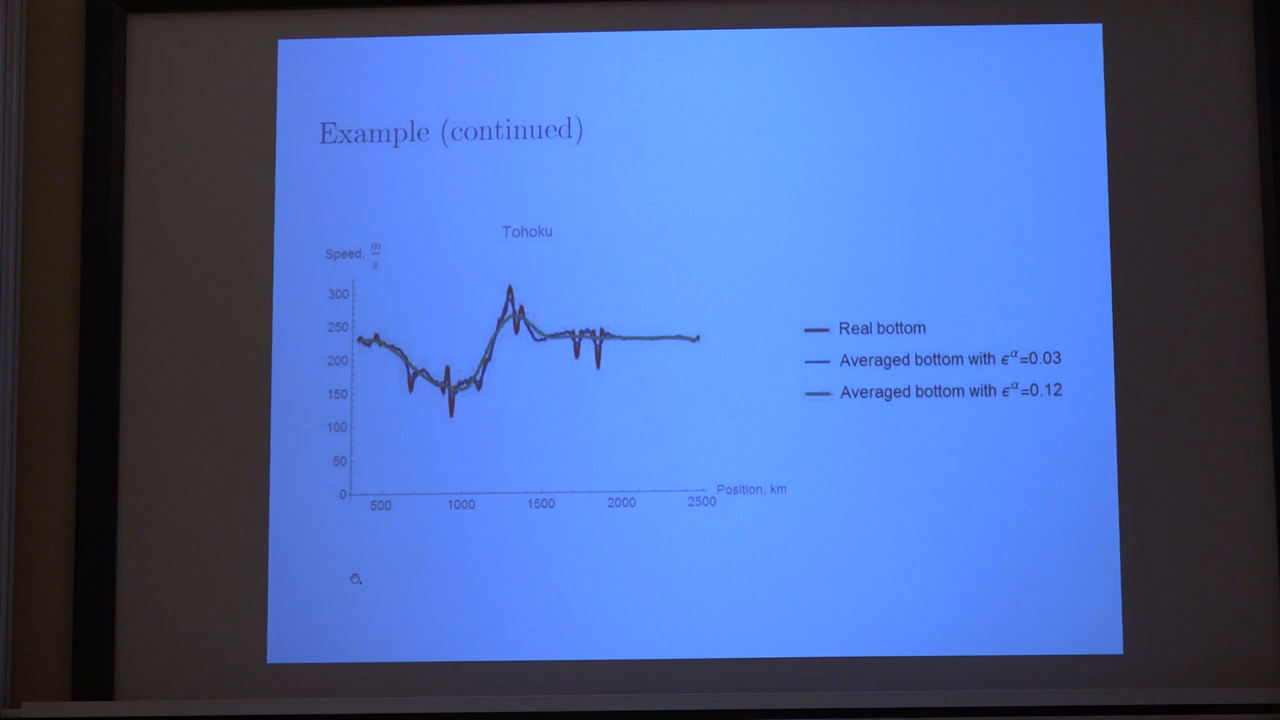 Example (continued)
Tohoku
Speed, m/s
300
250
200
150
100
50
0
500 1000 1500 2000 2500
Position, km
Real bottom
Averaged bottom with ϵ^α=0.03
Averaged bottom with ϵ^α=0.12